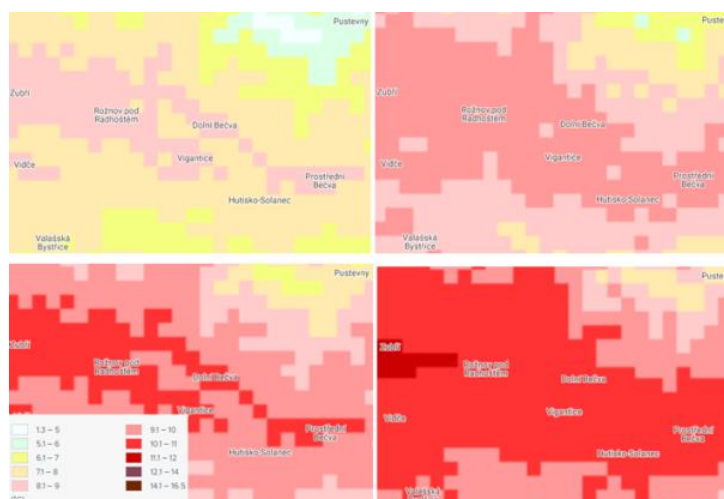 Pustevny
Zubří
Rožnov pod
Radhoštěm
Dolní Bečva
Vidče
Vigantice
Prostřední
Bečva
Hutisko-Solanec
Valašská
Bystřice
Puste
Zubří
Rožnov pod
Radhoštěm
Dolní Bečva
Vidče
Vigantice
Prostřední
Bečva
Hutisko-Solanec
Valašská
Bystřice
Pustevny
Zubří
Rožnov pod
Radhoštěm
Dolní Bečva
Vigantice
Prostřední
Bečva
Hutisko-Solanec
1.3 – 5
5.1 – 6
6.1 – 7
7.1 – 8
8.1 – 9
9.1 – 10
10.1 – 11
11.1 – 12
12.1 – 14
14.1 – 16.5
Puste
Zubří
Rožnov pod
Radhoštěm
Dolní Bečva
Vidče
Vigantice
Prostřední
Bečva
Hutisko-Solanec
Valašská